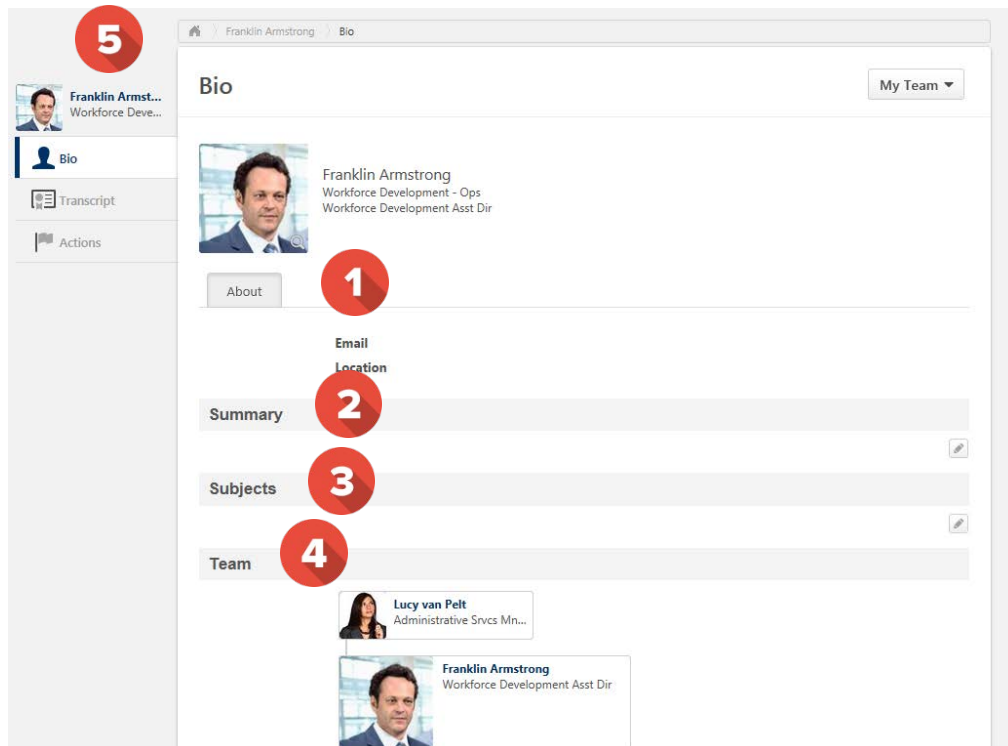 5
Franklin Armstrong Bio
Franklin Armst...
Workforce Deve...
Bio
Transcript
Actions
Bio
My Team
Franklin Armstrong
Workforce Development - Ops
Workforce Development Asst Dir
About
1
Email
Location
Summary
2
Subjects
3
Team
4
Lucy van Pelt
Administrative Srvcs Mn...
Franklin Armstrong
Workforce Development Asst Dir